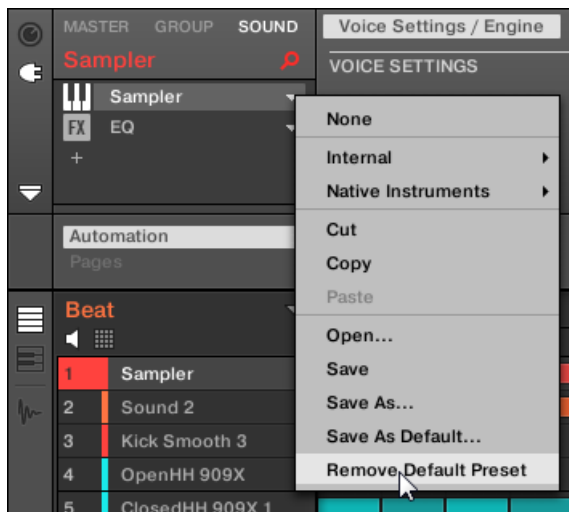 MASTER GROUP SOUND
Sampler
Sampler
FX EQ
+
Automation
Pages
Beat
1 Sampler
2 Sound 2
3 Kick Smooth 3
4 OpenHH 909X
5 ClosedHH 909X 1
Voice Settings / Engine
VOICE SETTINGS
None
Internal
Native Instruments
Cut
Copy
Paste
Open...
Save
Save As...
Save As Default...
Remove Default Preset